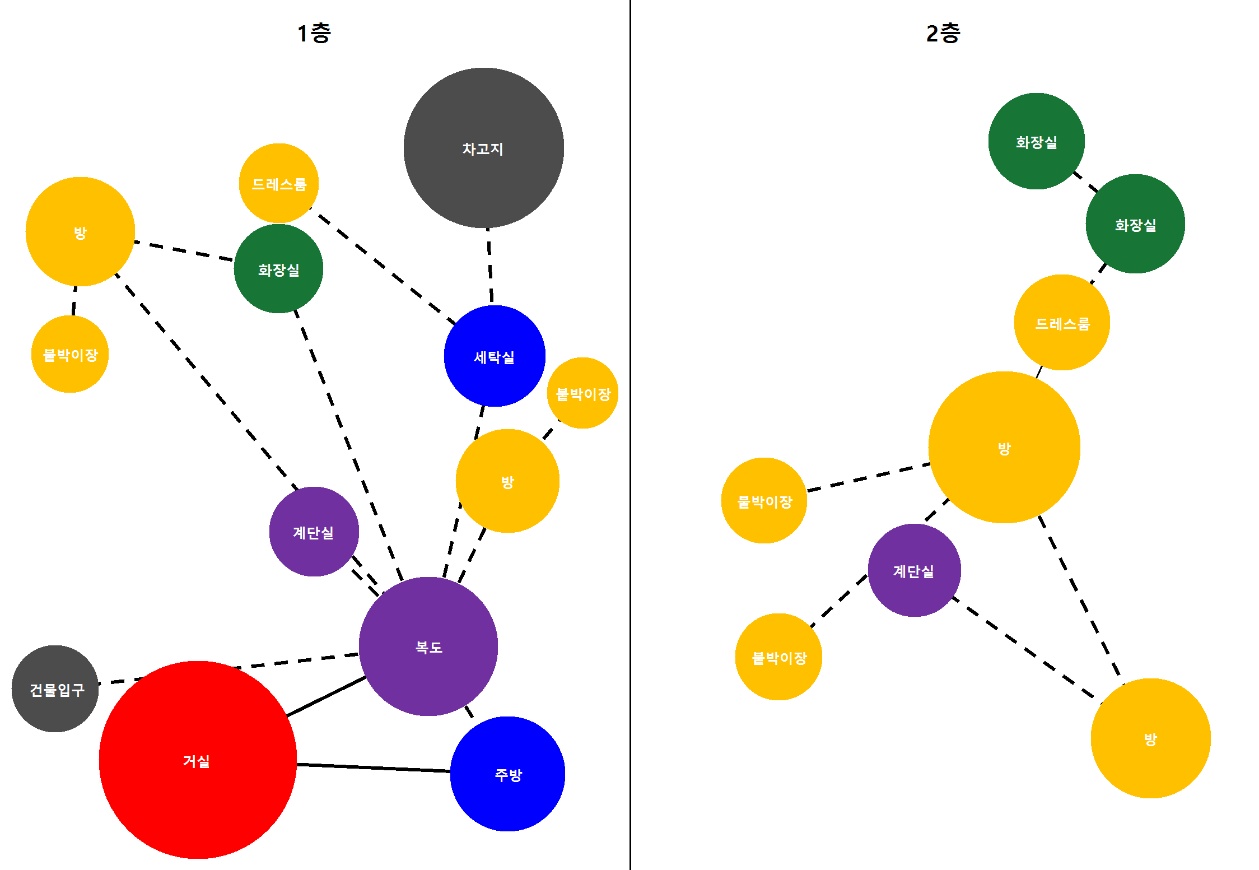 1층
차고지
드레스룸
방
화장실
붙박이장
세탁실
붙박이장
방
계단실
복도
건물입구
거실
주방
2층
화장실
화장실
드레스룸
방
붙박이장
계단실
붙박이장
방